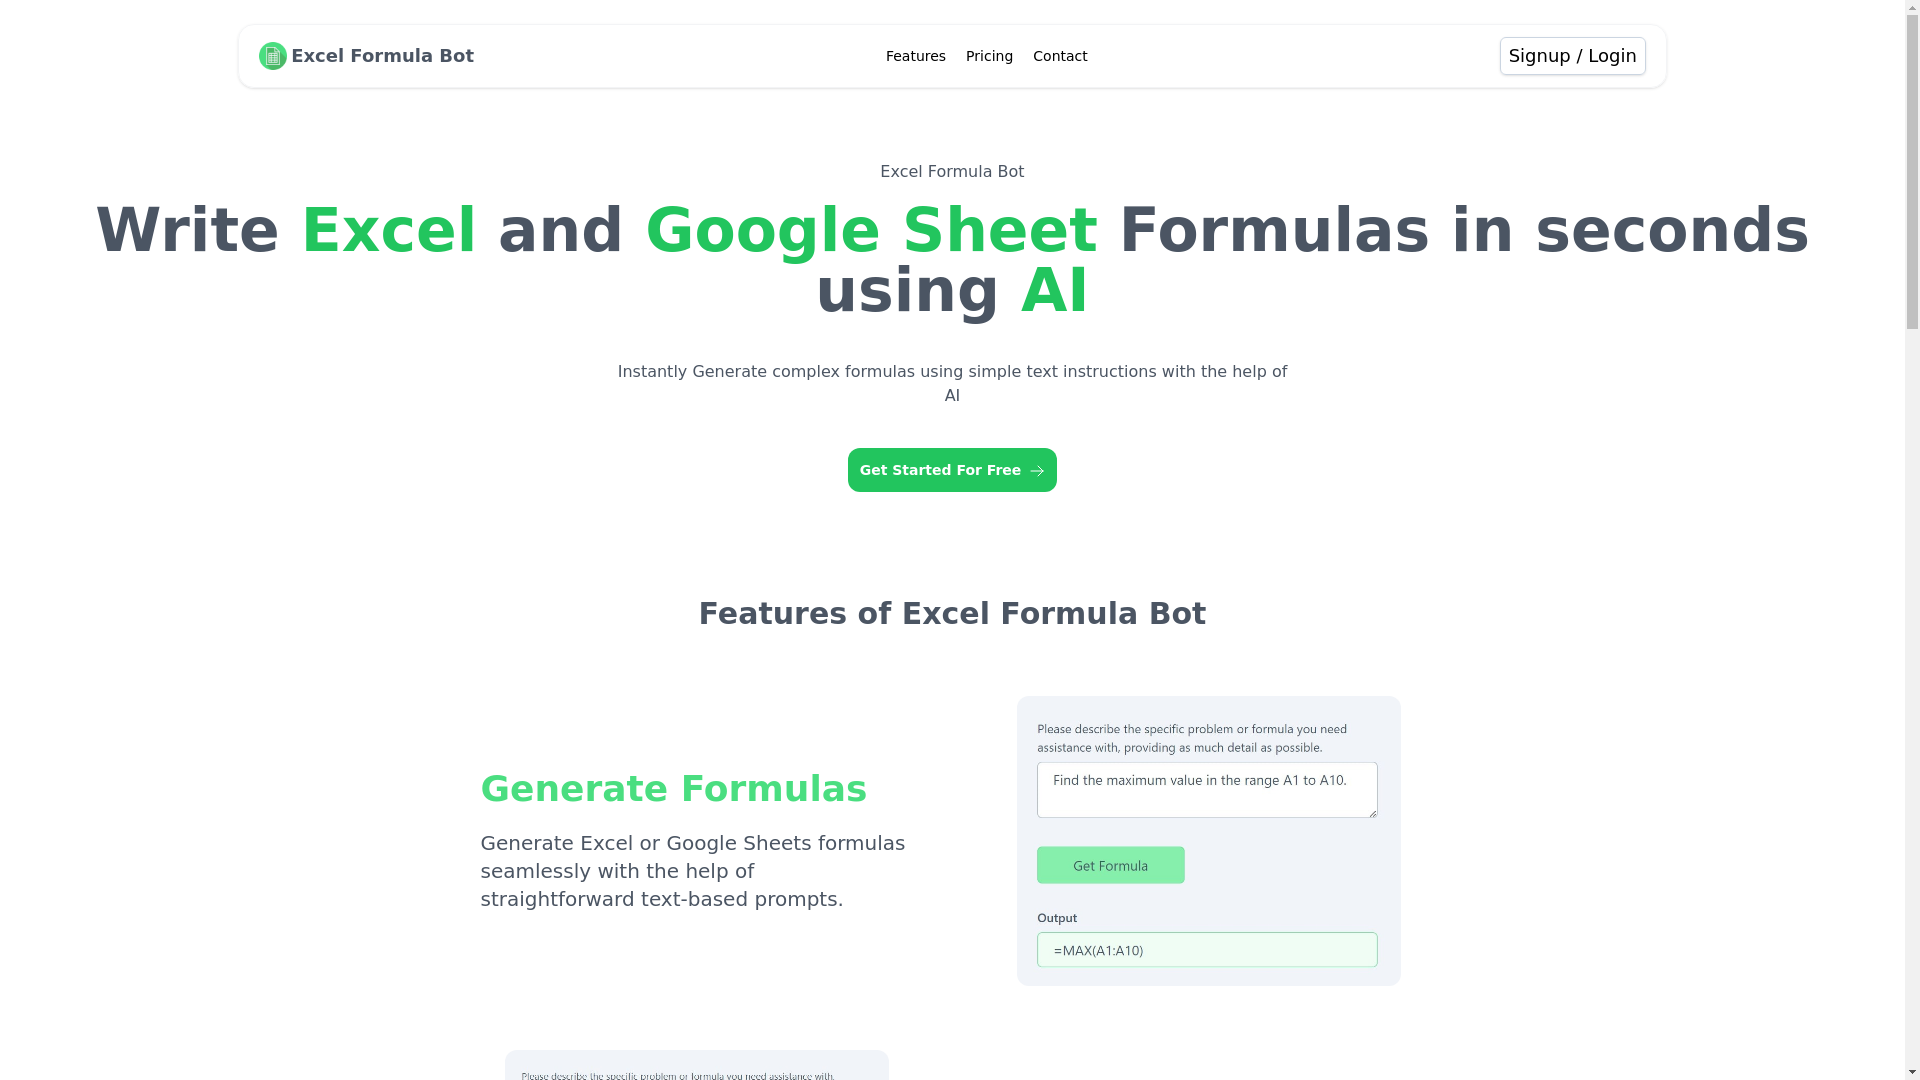 Excel Formula Bot
Features
Pricing
Contact
Signup / Login
Excel Formula Bot
Write Excel and Google Sheet Formulas in seconds
using AI
Instantly Generate complex formulas using simple text instructions with the help of
AI
Get Started For Free
Features of Excel Formula Bot
Generate Formulas
Generate Excel or Google Sheets formulas
seamlessly with the help of
straightforward text-based prompts.
Please describe the specific problem or formula you need
assistance with, providing as much detail as possible.
Find the maximum value in the range A1 to A10.
Get Formula
Output
=MAX(A1:A10)
Please describe the specific problem or formula you need assistance with,